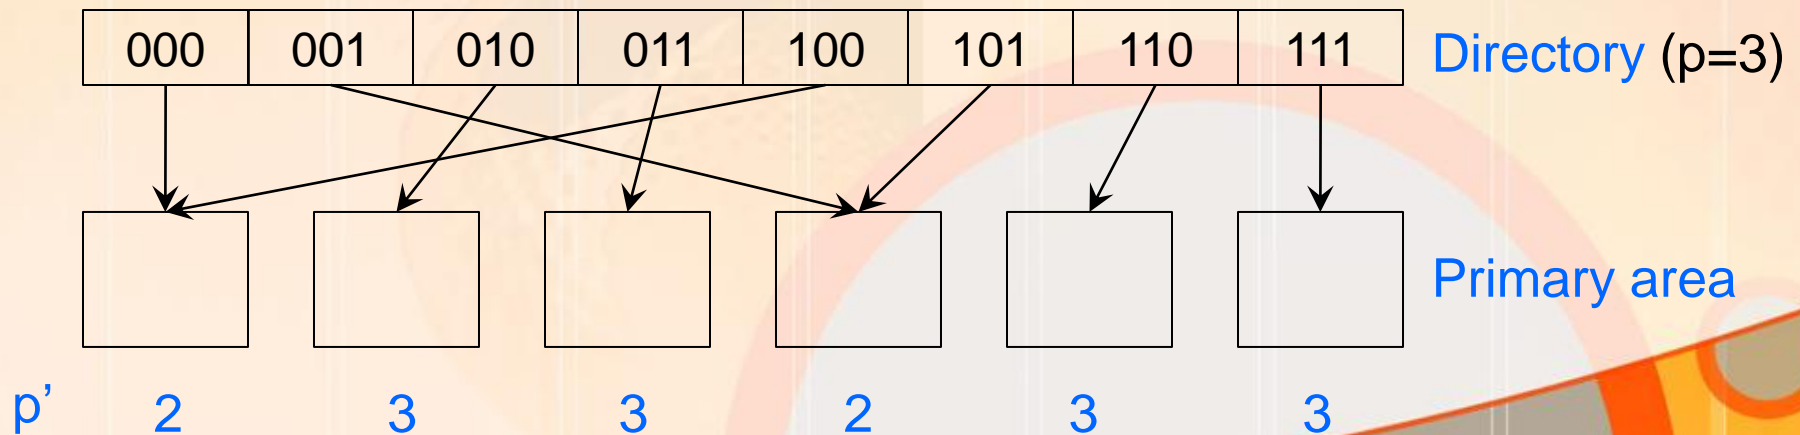 000 001 010 011 100 101 110 111 Directory (p=3)
Primary area
p’ 2 3 3 2 3 3